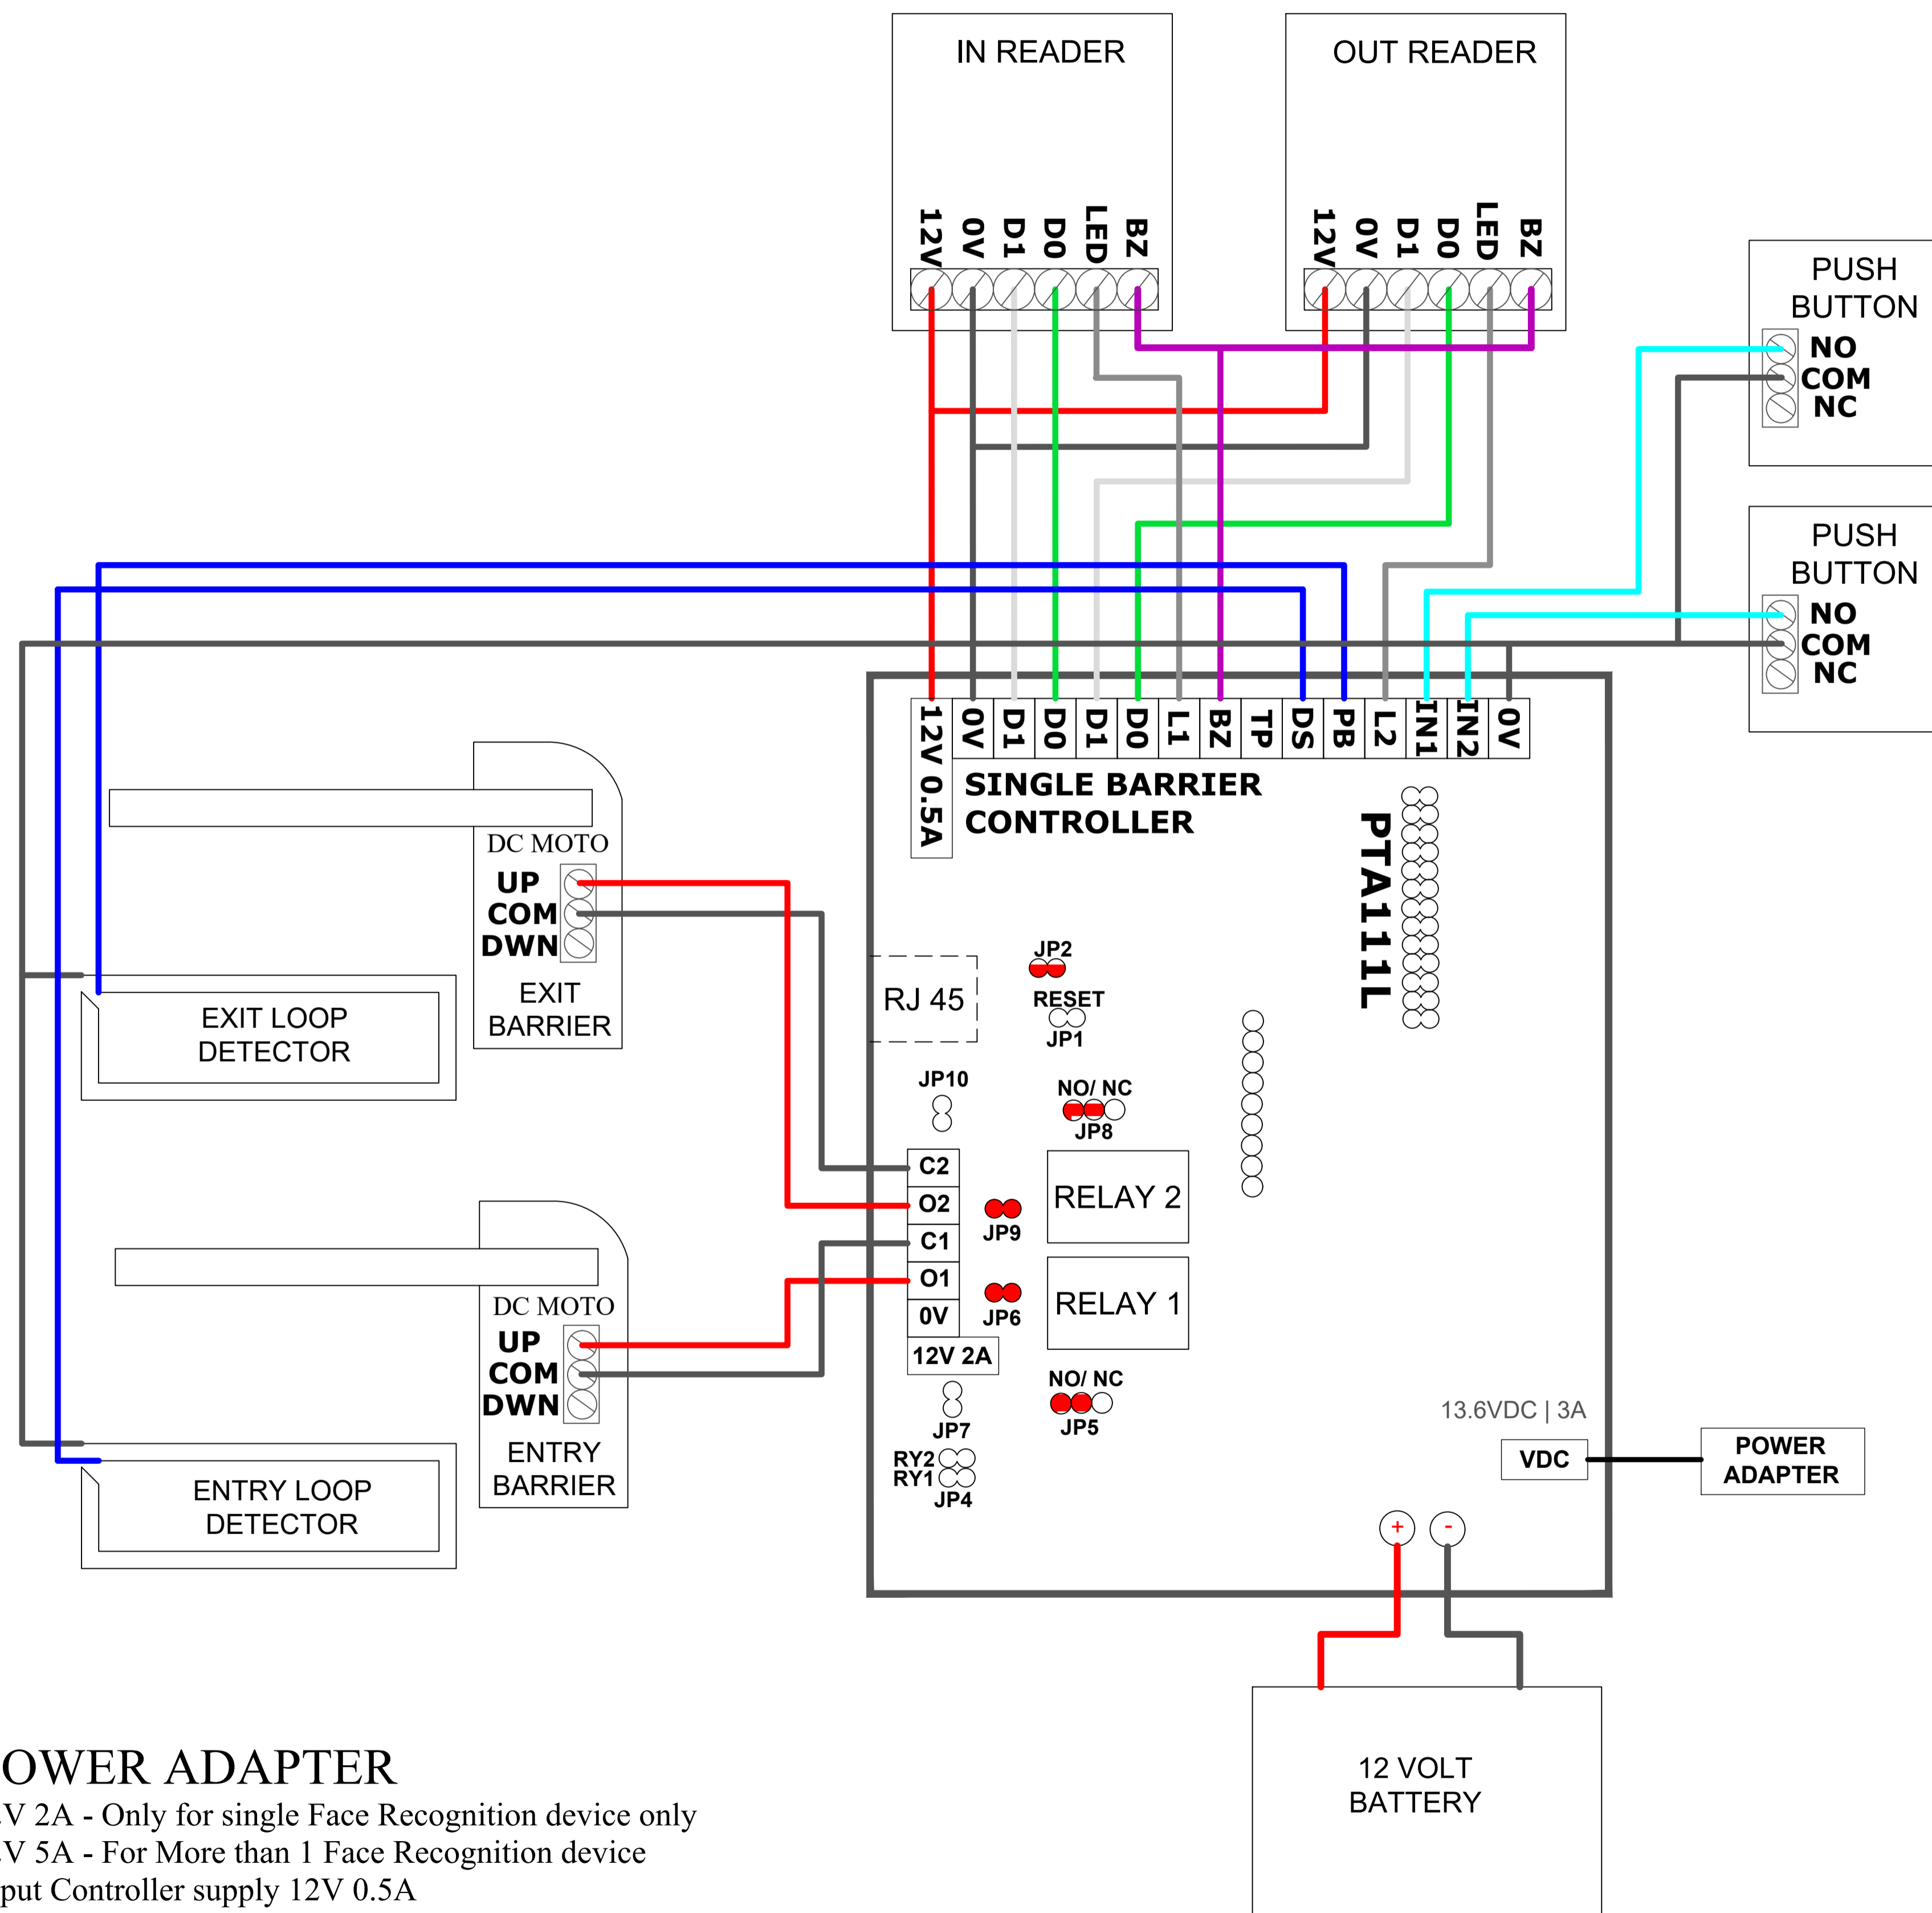 IN READER
OUT READER
12V
0V
D1
D0
LED
BZ
12V
0V
D1
D0
LED
BZ
PUSH
BUTTON
NO
COM
NC
PUSH
BUTTON
NO
COM
NC
12V 0.5A
0V
D1
D0
D1
D0
L1
BZ
TP
DS
PB
L2
IN1
IN2
0V
SINGLE BARRIER
CONTROLLER
PTA111L
DC MOTO
UP
COM
DWN
EXIT
BARRIER
EXIT LOOP
DETECTOR
RJ 45
JP2
RESET
JP1
JP10
NO/ NC
JP8
C2
O2
C1
O1
0V
12V 2A
JP9
JP6
RELAY 2
RELAY 1
NO/ NC
JP5
JP7
RY2
RY1
JP4
DC MOTO
UP
COM
DWN
ENTRY
BARRIER
ENTRY LOOP
DETECTOR
13.6VDC | 3A
VDC
POWER
ADAPTER
+
-
12 VOLT
BATTERY
OWER ADAPTER
V 2A - Only for single Face Recognition device only
V 5A - For More than 1 Face Recognition device
put Controller supply 12V 0.5A